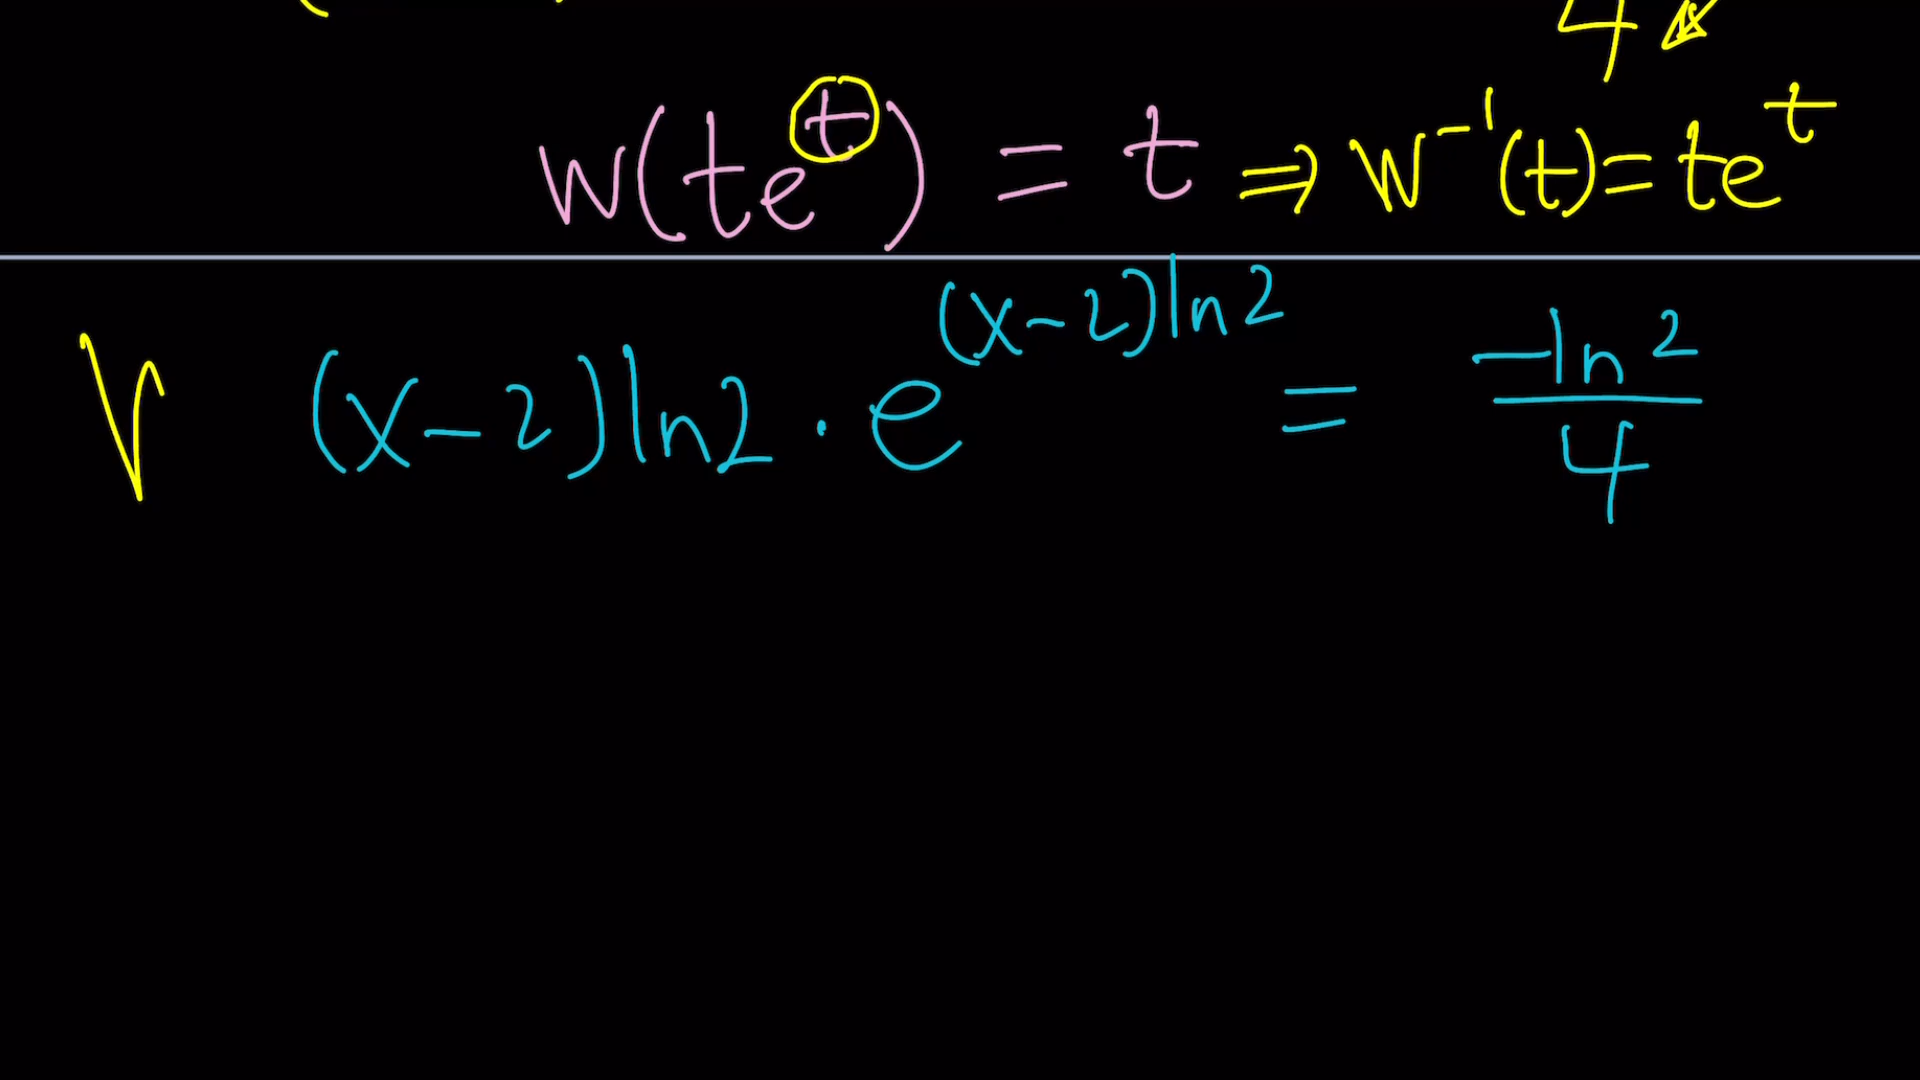 4
W(te^t) = t ⇒ W^-1(t) = te^t
(x-2)ln2 · e^(x-2)ln2 = -ln2/4